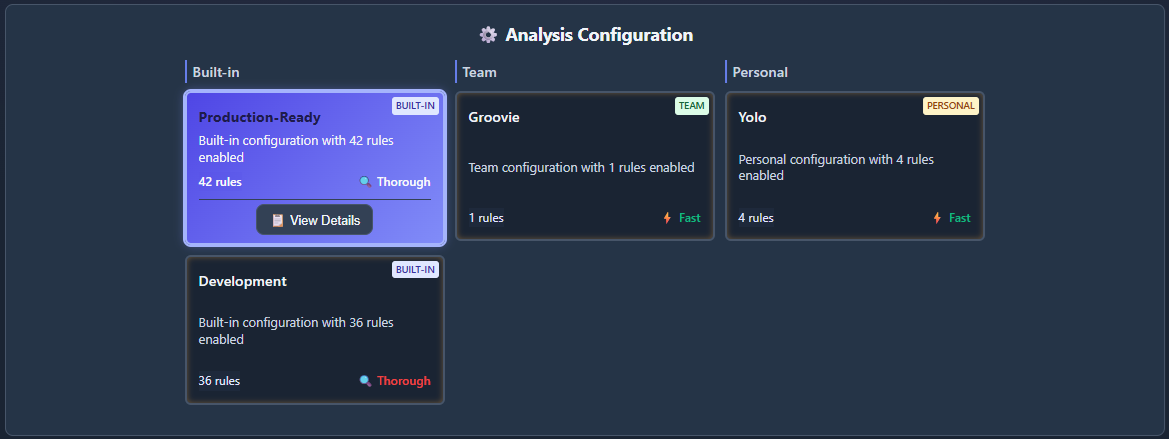 Analysis Configuration
Built-in
BUILT-IN
Production-Ready
Built-in configuration with 42 rules
enabled
42 rules
Thorough
View Details
BUILT-IN
Development
Built-in configuration with 36 rules
enabled
36 rules
Thorough
Team
TEAM
Groovie
Team configuration with 1 rules enabled
1 rules
Fast
Personal
PERSONAL
Yolo
Personal configuration with 4 rules
enabled
4 rules
Fast